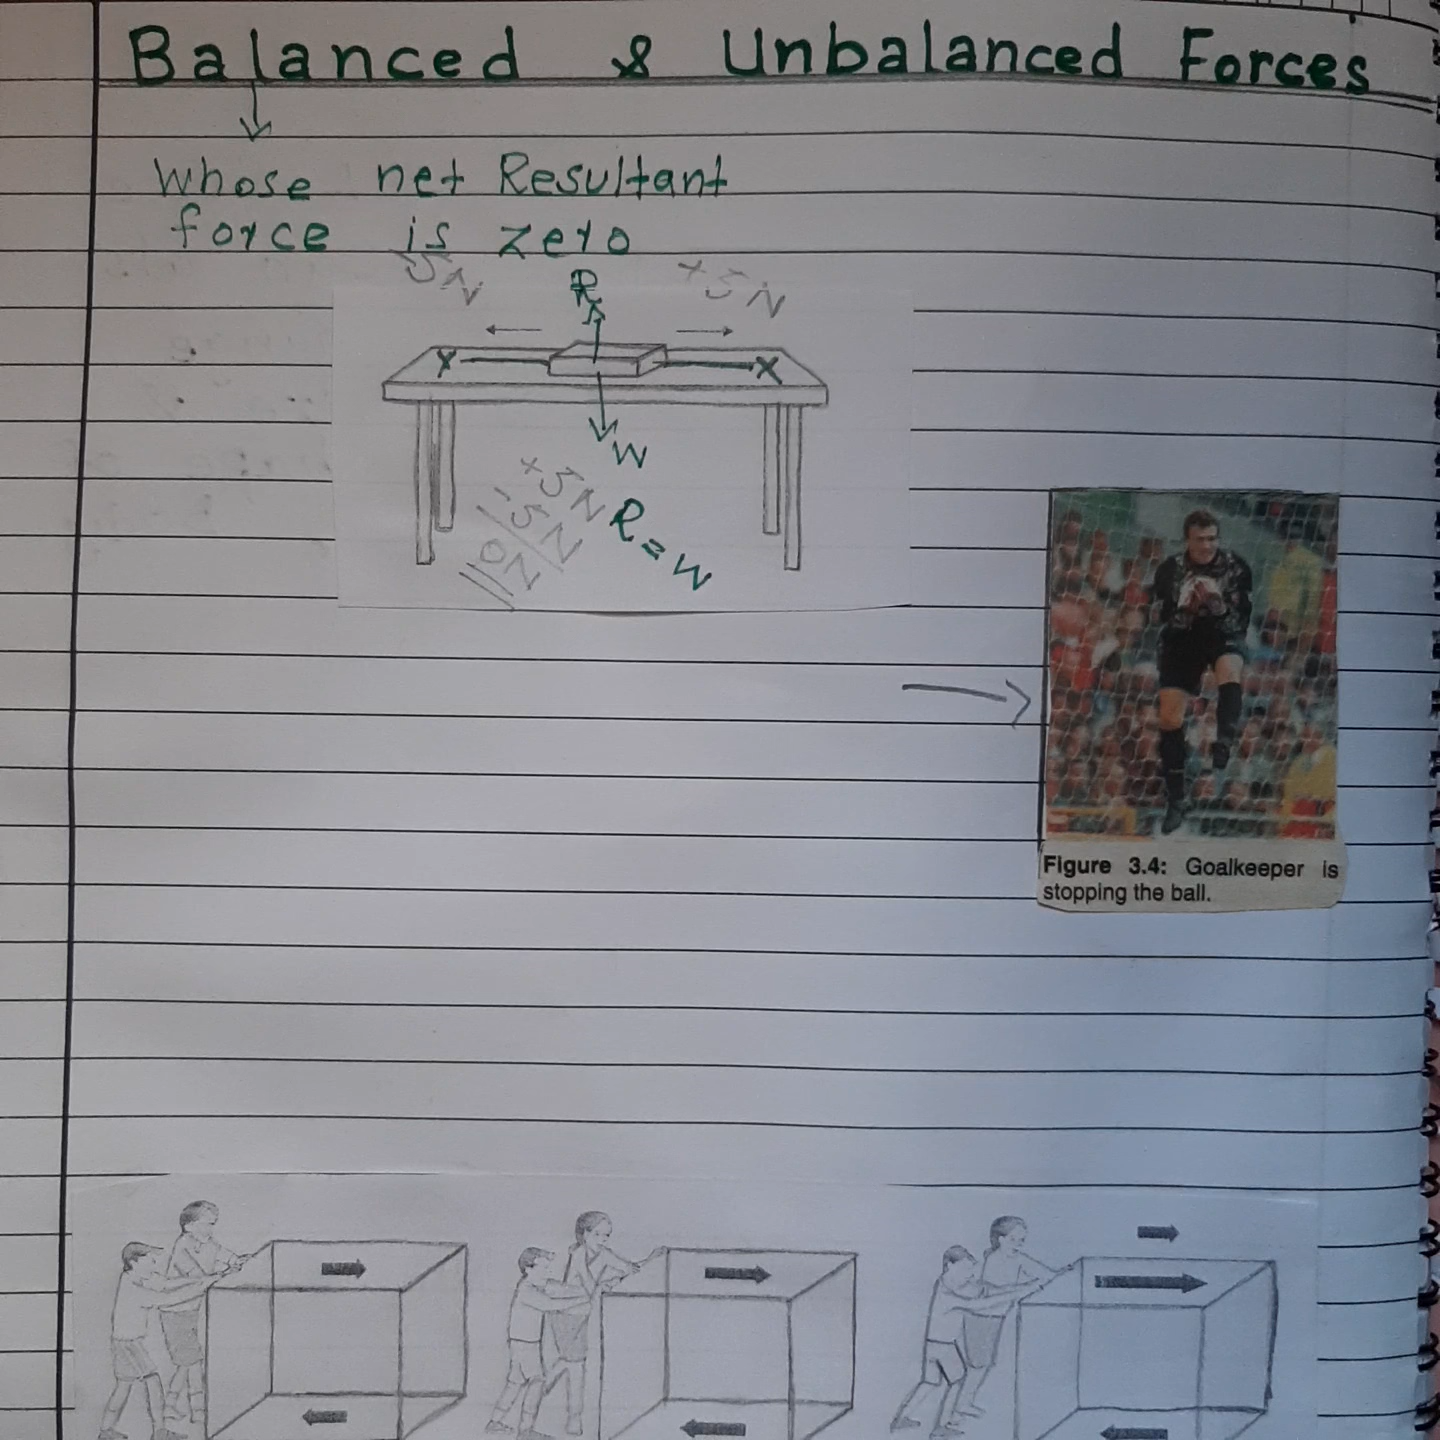 Balanced & Unbalanced Forces
Whose net Resultant
force is zero
-5N
+5N
R
Y
X
W
+5N
-5N
0N
R = W
Figure 3.4: Goalkeeper is
stopping the ball.